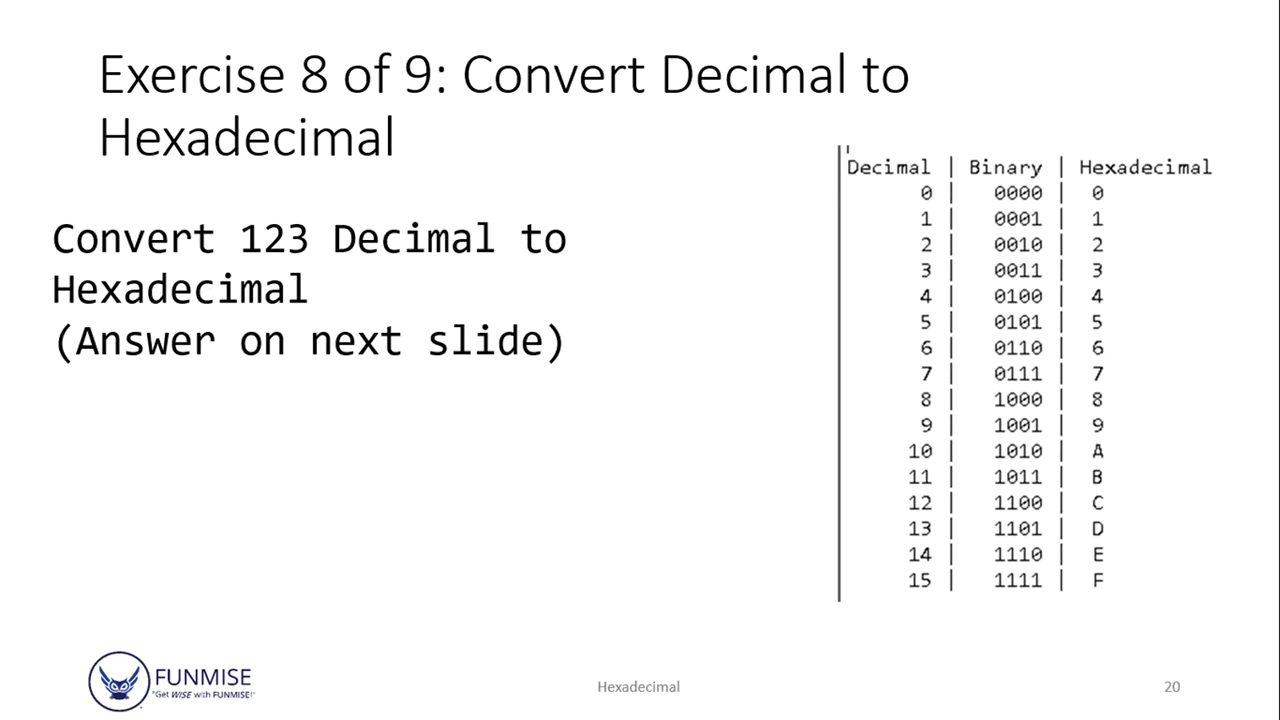 Exercise 8 of 9: Convert Decimal to
Hexadecimal
Convert 123 Decimal to
Hexadecimal
(Answer on next slide)
Decimal | Binary | Hexadecimal
0 | 0000 | 0
1 | 0001 | 1
2 | 0010 | 2
3 | 0011 | 3
4 | 0100 | 4
5 | 0101 | 5
6 | 0110 | 6
7 | 0111 | 7
8 | 1000 | 8
9 | 1001 | 9
10 | 1010 | A
11 | 1011 | B
12 | 1100 | C
13 | 1101 | D
14 | 1110 | E
15 | 1111 | F
FUNMISE
"Get WISE with FUNMISE!"
Hexadecimal
20